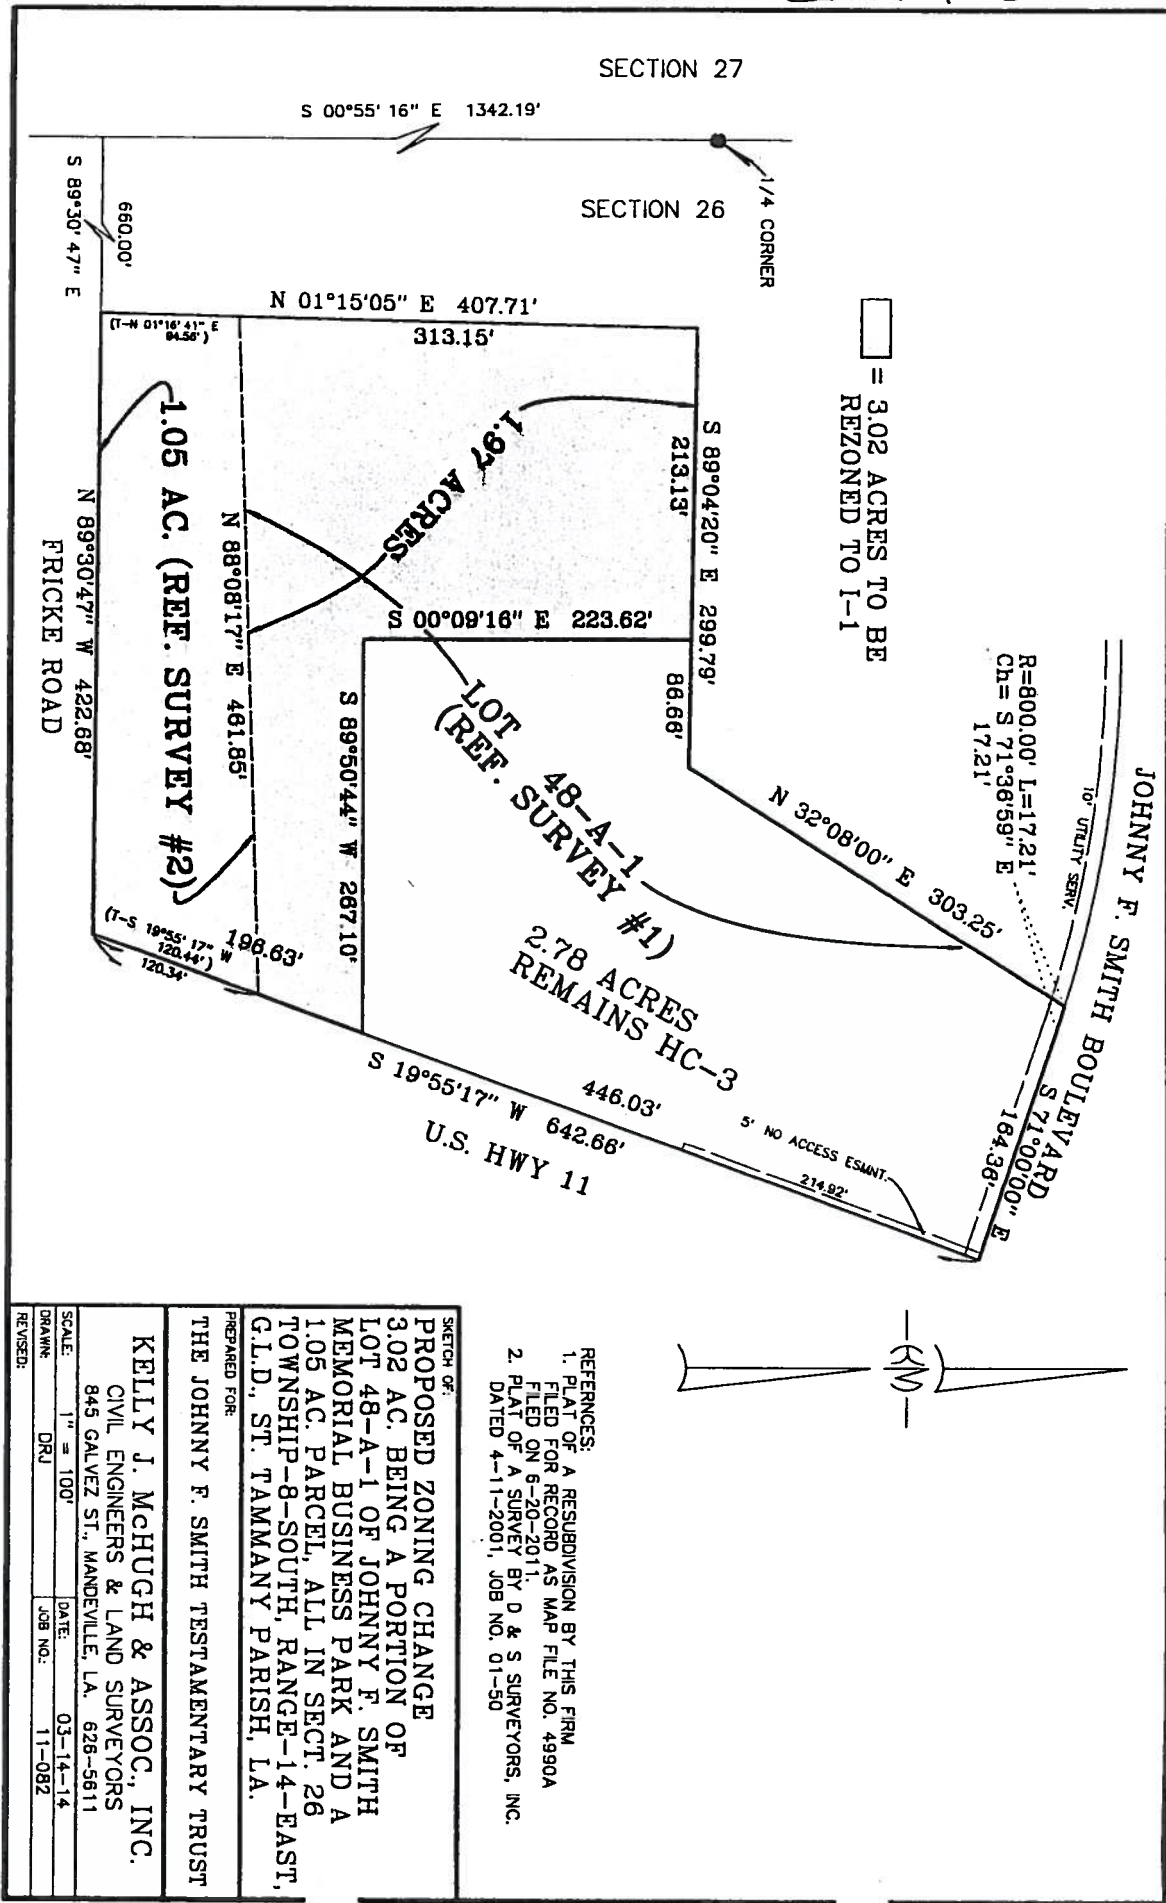 SECTION 27
S 00°55' 16" E 1342.19'
1/4 CORNER
SECTION 26
660.00'
S 89°30' 47" E
= 3.02 ACRES TO BE
REZONED TO I-1
N 01°15'05" E 407.71'
313.15'
(T-N 01°16'41" E
94.56')
S 89°04'20" E 299.79'
213.13'
86.66'
1.97 ACRES
S 00°09'16" E 223.62'
N 88°08'17" E 461.85'
1.05 AC. (REF. SURVEY #2)
N 89°30'47" W 422.68'
FRICKE ROAD
S 89°50'44" W 267.10'
LOT 48-A-1
(REF. SURVEY #1)
2.78 ACRES
REMAINS HC-3
N 32°08'00" E 303.25'
R=800.00' L=17.21'
Ch= S 71°36'59" E
17.21'
10' UTILITY SERV.
JOHNNY F. SMITH BOULEVARD
S 71°00'00" E
184.36'
196.63'
(T-S 19°55'17" W
120.44')
120.34'
446.03'
S 19°55'17" W 642.66'
U.S. HWY 11
5' NO ACCESS ESMNT.
214.92'
REFERNCES:
1. PLAT OF A RESUBDIVISION BY THIS FIRM
FILED FOR RECORD AS MAP FILE NO. 4990A
FILED ON 6-20-2011.
2. PLAT OF A SURVEY BY D & S SURVEYORS, INC.
DATED 4-11-2001, JOB NO. 01-50
SKETCH OF:
PROPOSED ZONING CHANGE
3.02 AC. BEING A PORTION OF
LOT 48-A-1 OF JOHNNY F. SMITH
MEMORIAL BUSINESS PARK AND A
1.05 AC. PARCEL, ALL IN SECT. 26
TOWNSHIP-8-SOUTH, RANGE-14-EAST,
G.L.D., ST. TAMMANY PARISH, LA.
PREPARED FOR:
THE JOHNNY F. SMITH TESTAMENTARY TRUST
KELLY J. McHUGH & ASSOC., INC.
CIVIL ENGINEERS & LAND SURVEYORS
845 GALVEZ ST., MANDEVILLE, LA. 626-5611
SCALE: 1" = 100' DATE: 03-14-14
DRAWN: DRJ JOB NO.: 11-082
REVISED: